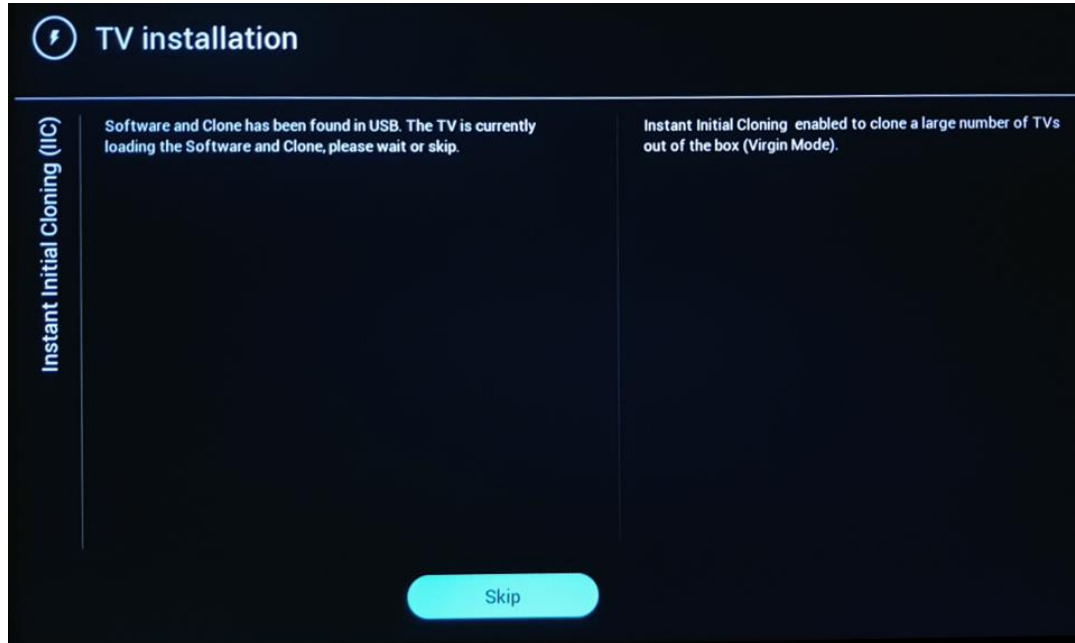 TV installation
Instant Initial Cloning (IIC)
Software and Clone has been found in USB. The TV is currently
loading the Software and Clone, please wait or skip.
Instant Initial Cloning enabled to clone a large number of TVs
out of the box (Virgin Mode).
Skip